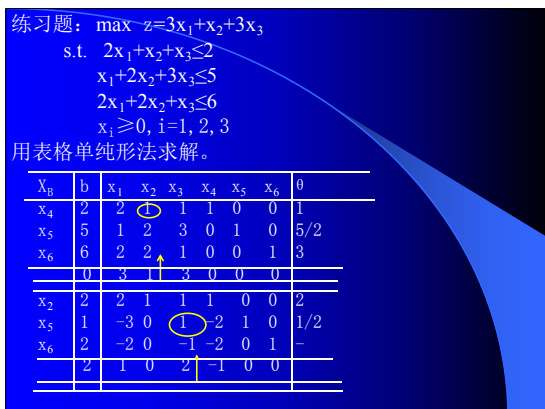 练习题：max z=3x₁+x₂+3x₃
s.t. 2x₁+x₂+x₃≤2
x₁+2x₂+3x₃≤5
2x₁+2x₂+x₃≤6
xᵢ≥0,i=1,2,3
用表格单纯形法求解。
X_B b x₁ x₂ x₃ x₄ x₅ x₆ θ
x₄ 2 2 1 1 1 0 0 1
x₅ 5 1 2 3 0 1 0 5/2
x₆ 6 2 2 1 0 0 1 3
0 3 1 3 0 0 0
x₂ 2 2 1 1 1 0 0 2
x₅ 1 -3 0 1 -2 1 0 1/2
x₆ 2 -2 0 -1 -2 0 1 -
2 1 0 2 -1 0 0